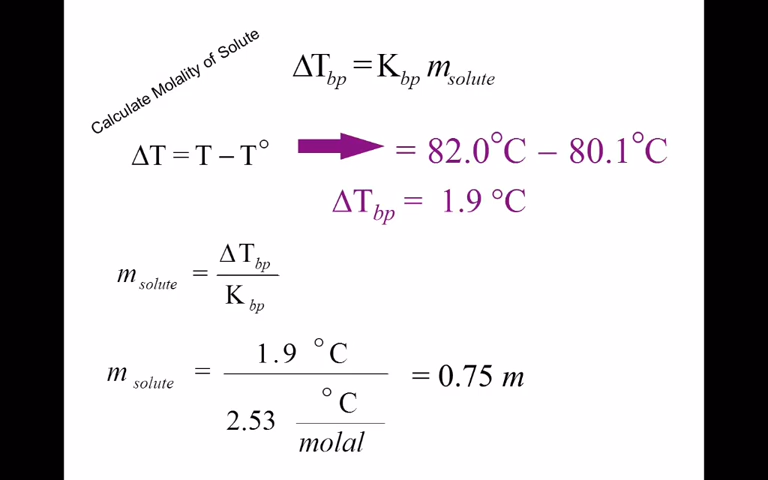 Calculate Molality of Solute
ΔT_bp = K_bp m_solute
ΔT = T − T° = 82.0°C − 80.1°C
ΔT_bp = 1.9 °C
m_solute = ΔT_bp / K_bp
m_solute = 1.9 °C / 2.53 °C / molal = 0.75 m